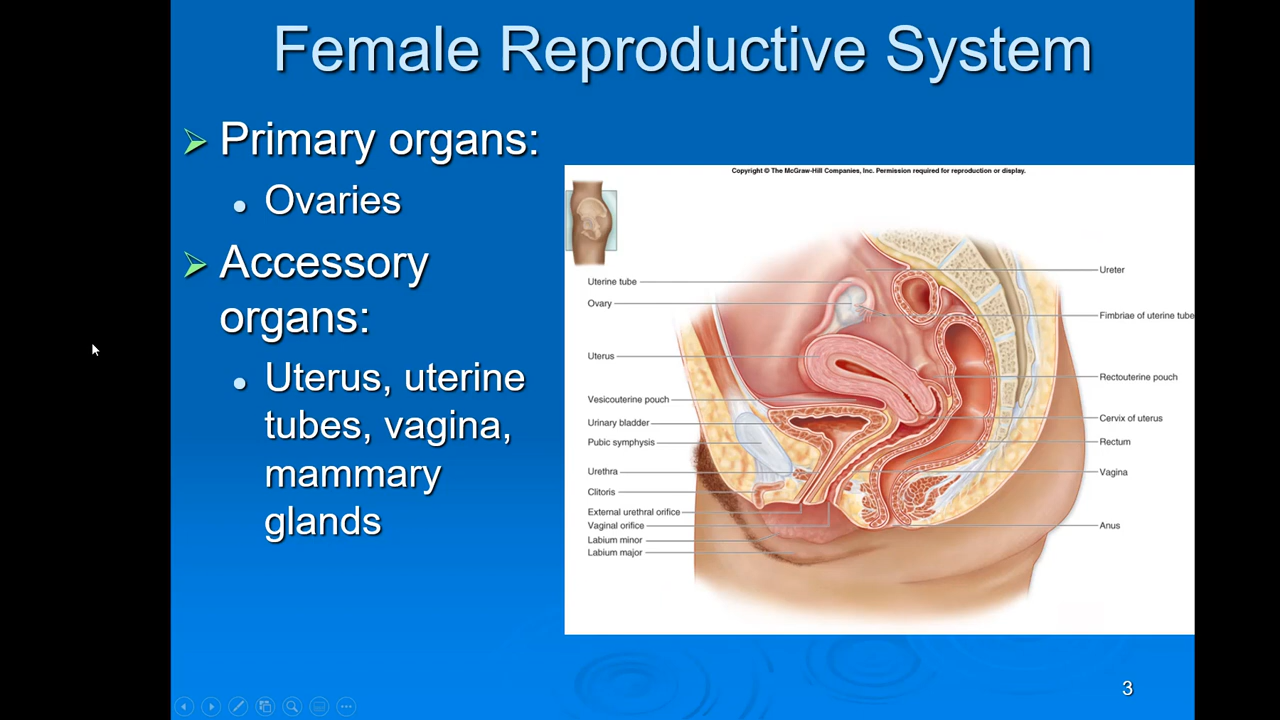 Female Reproductive System
Primary organs:
Ovaries
Accessory
organs:
Uterus, uterine
tubes, vagina,
mammary
glands
Copyright © The McGraw-Hill Companies, Inc. Permission required for reproduction or display.
Uterine tube
Ovary
Uterus
Vesicouterine pouch
Urinary bladder
Pubic symphysis
Urethra
Clitoris
External urethral orifice
Vaginal orifice
Labium minor
Labium major
Ureter
Fimbriae of uterine tube
Rectouterine pouch
Cervix of uterus
Rectum
Vagina
Anus
3